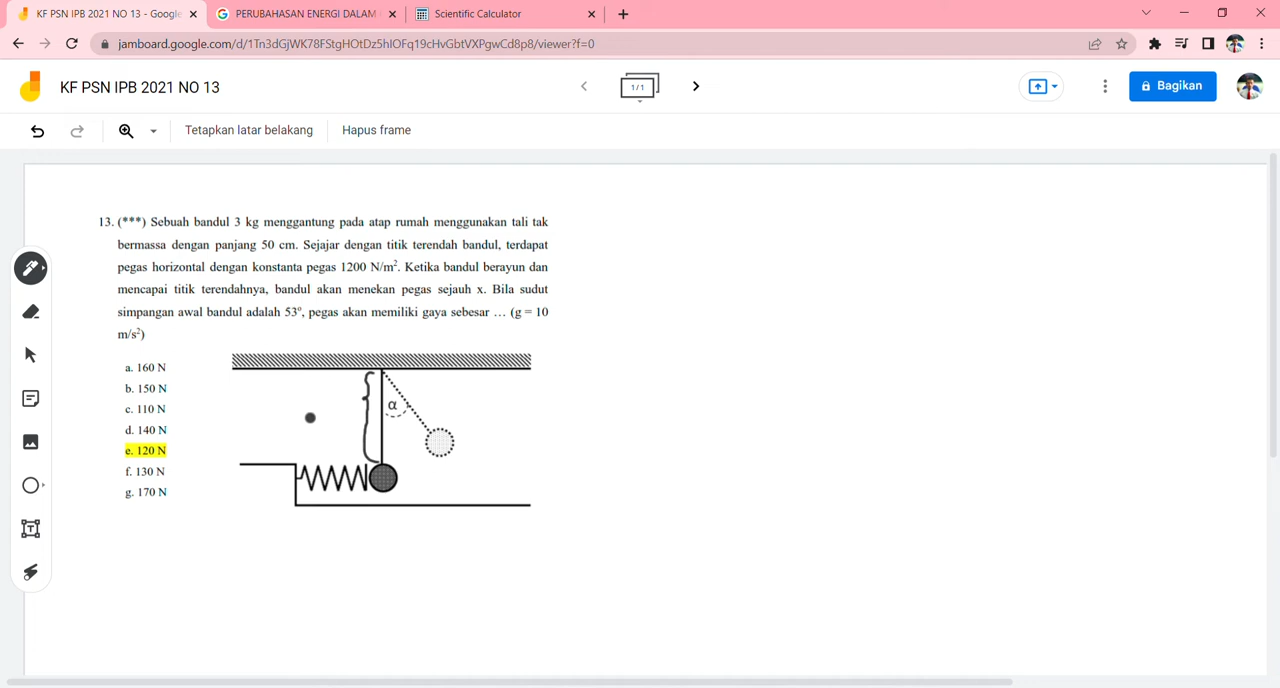 KF PSN IPB 2021 NO 13 - Google
PERUBAHASAN ENERGI DALAM
Scientific Calculator
jamboard.google.com/d/1Tn3dGjWK78FStgHOtDz5hIOFq19cHvGbtVXPgwCd8p8/viewer?f=0
KF PSN IPB 2021 NO 13
1/1
Bagikan
Tetapkan latar belakang
Hapus frame
13. (***) Sebuah bandul 3 kg menggantung pada atap rumah menggunakan tali tak
bermassa dengan panjang 50 cm. Sejajar dengan titik terendah bandul, terdapat
pegas horizontal dengan konstanta pegas 1200 N/m². Ketika bandul berayun dan
mencapai titik terendahnya, bandul akan menekan pegas sejauh x. Bila sudut
simpangan awal bandul adalah 53º, pegas akan memiliki gaya sebesar … (g = 10
m/s²)
a. 160 N
b. 150 N
c. 110 N
d. 140 N
e. 120 N
f. 130 N
g. 170 N
α